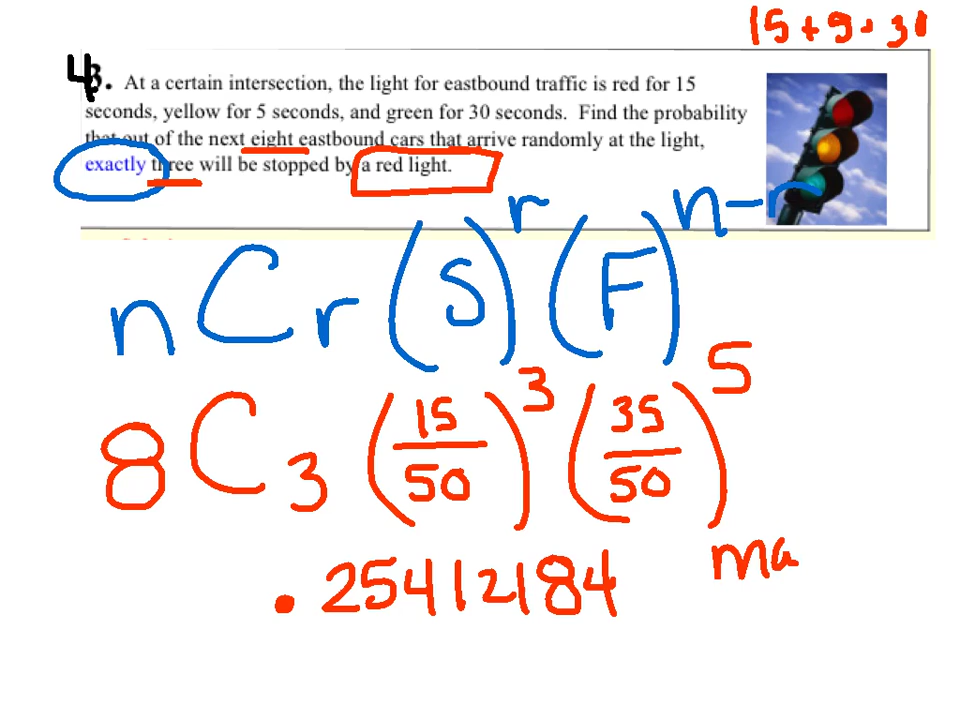 15 + 5 + 30
4. At a certain intersection, the light for eastbound traffic is red for 15
seconds, yellow for 5 seconds, and green for 30 seconds. Find the probability
that out of the next eight eastbound cars that arrive randomly at the light,
exactly three will be stopped by a red light.
nCr(S)^r(F)^n-r
8C3(15/50)^3(35/50)^5
.25412184
ma